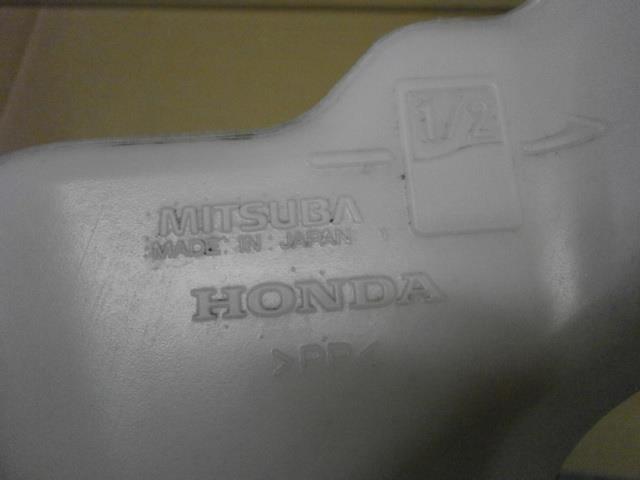 1/2
MITSUBA
MADE IN JAPAN
HONDA
>PP<